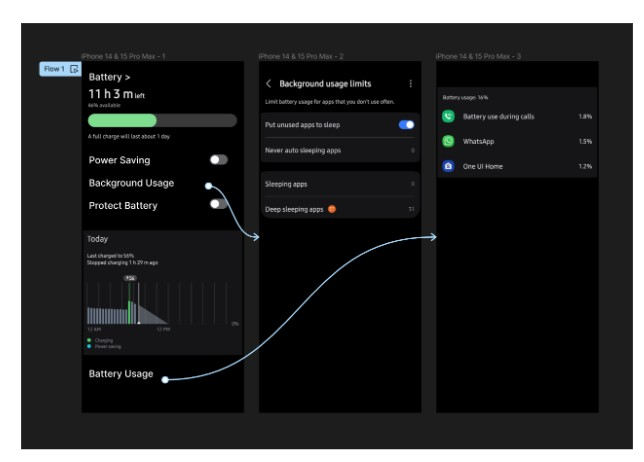 iPhone 14 & 15 Pro Max - 1
Flow 1
Battery >
11 h 3 m left
46% available
A full charge will last about 1 day
Power Saving
Background Usage
Protect Battery
Today
Last charged to 56%
Stopped charging 1 h 29 m ago
12 AM
12 PM
0%
Charging
Power saving
Battery Usage
iPhone 14 & 15 Pro Max - 2
Background usage limits
Limit battery usage for apps that you don't use often.
Put unused apps to sleep
Never auto sleeping apps
Sleeping apps
Deep sleeping apps
iPhone 14 & 15 Pro Max - 3
Battery usage: 14%
Battery use during calls
1.8%
WhatsApp
1.5%
One UI Home
1.2%